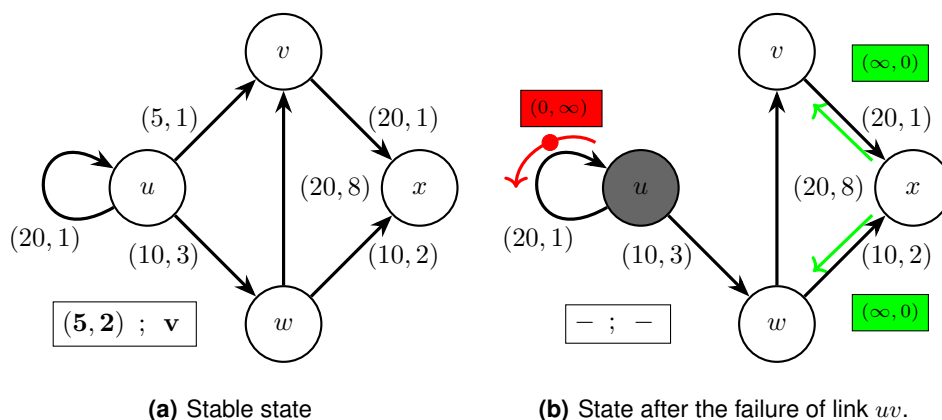 v
(5, 1)
(20, 1)
u
(20, 8)
x
(20, 1)
(10, 3)
(10, 2)
(5, 2) ; v
w
(a) Stable state
v
(∞, 0)
(0, ∞)
(20, 1)
u
(20, 8)
x
(20, 1)
(10, 3)
(10, 2)
− ; −
w
(∞, 0)
(b) State after the failure of link uv.